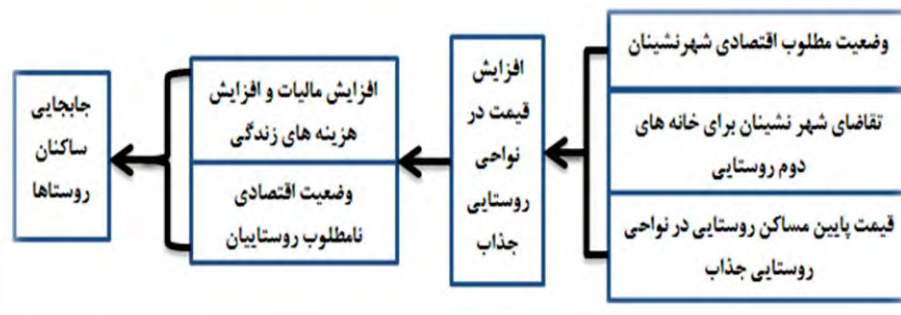 وضعیت مطلوب اقتصادی شهرنشینان
تقاضای شهر نشینان برای خانه های
دوم روستایی
قیمت پایین مساکن روستایی در نواحی
روستایی جذاب
افزایش
قیمت در
نواحی
روستایی
جذاب
افزایش مالیات و افزایش
هزینه های زندگی
وضعیت اقتصادی
نامطلوب روستاییان
جابجایی
ساکنان
روستاها